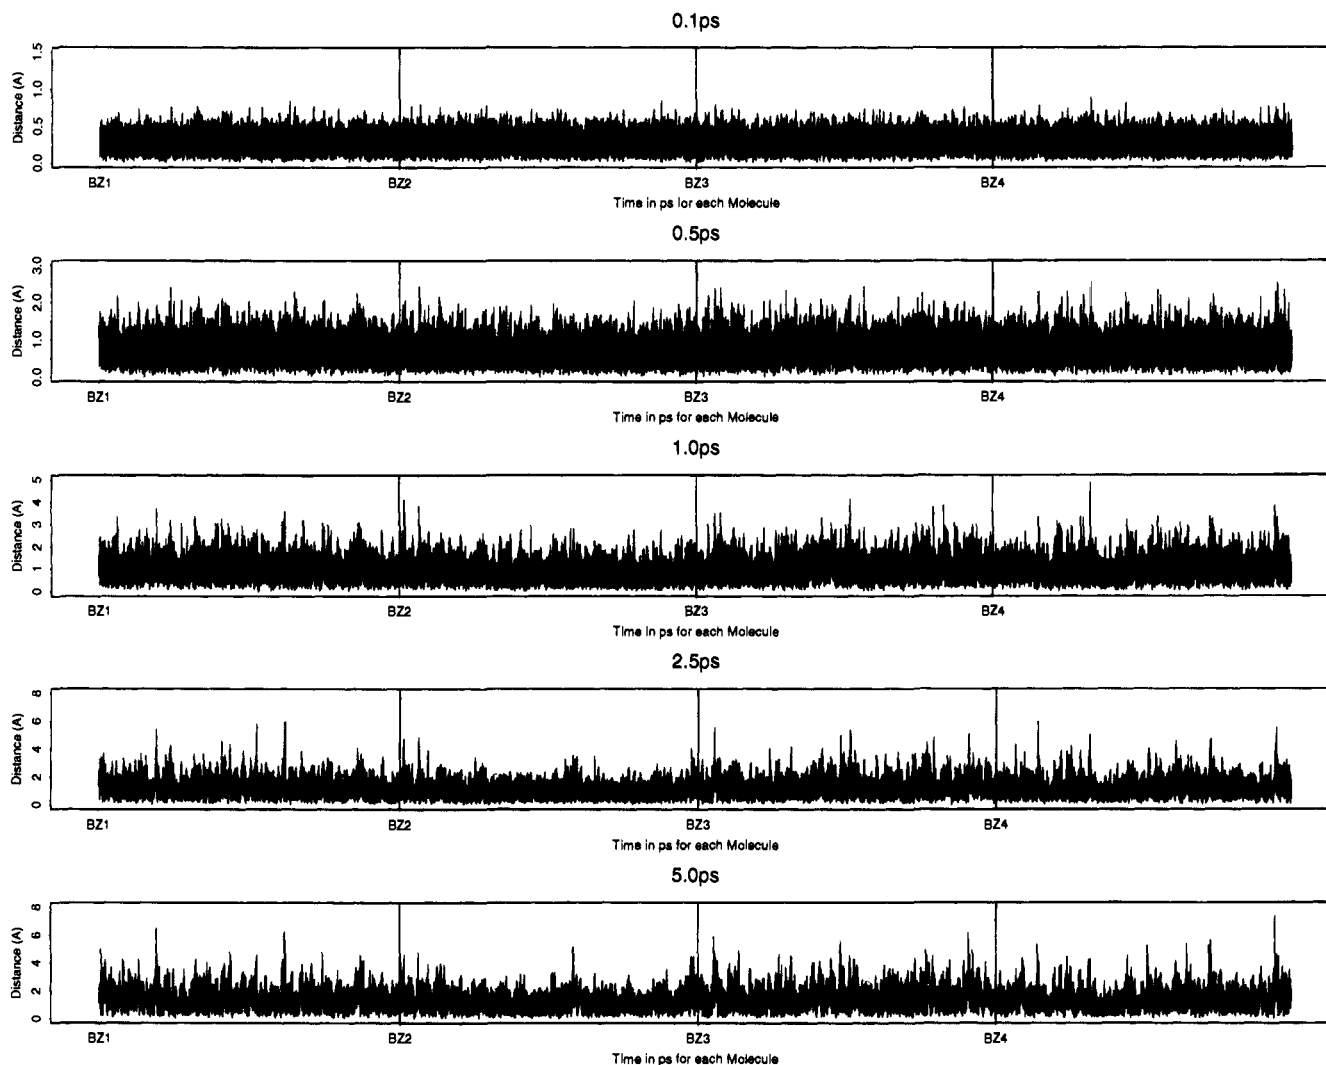 0.1ps
Distance (A)
0.0 0.5 1.0 1.5
BZ1 BZ2 BZ3 BZ4
Time in ps for each Molecule
0.5ps
Distance (A)
0.0 1.0 2.0 3.0
BZ1 BZ2 BZ3 BZ4
Time in ps for each Molecule
1.0ps
Distance (A)
0 1 2 3 4 5
BZ1 BZ2 BZ3 BZ4
Time in ps for each Molecule
2.5ps
Distance (A)
0 2 4 6 8
BZ1 BZ2 BZ3 BZ4
Time in ps for each Molecule
5.0ps
Distance (A)
0 2 4 6 8
BZ1 BZ2 BZ3 BZ4
Time in ps for each Molecule